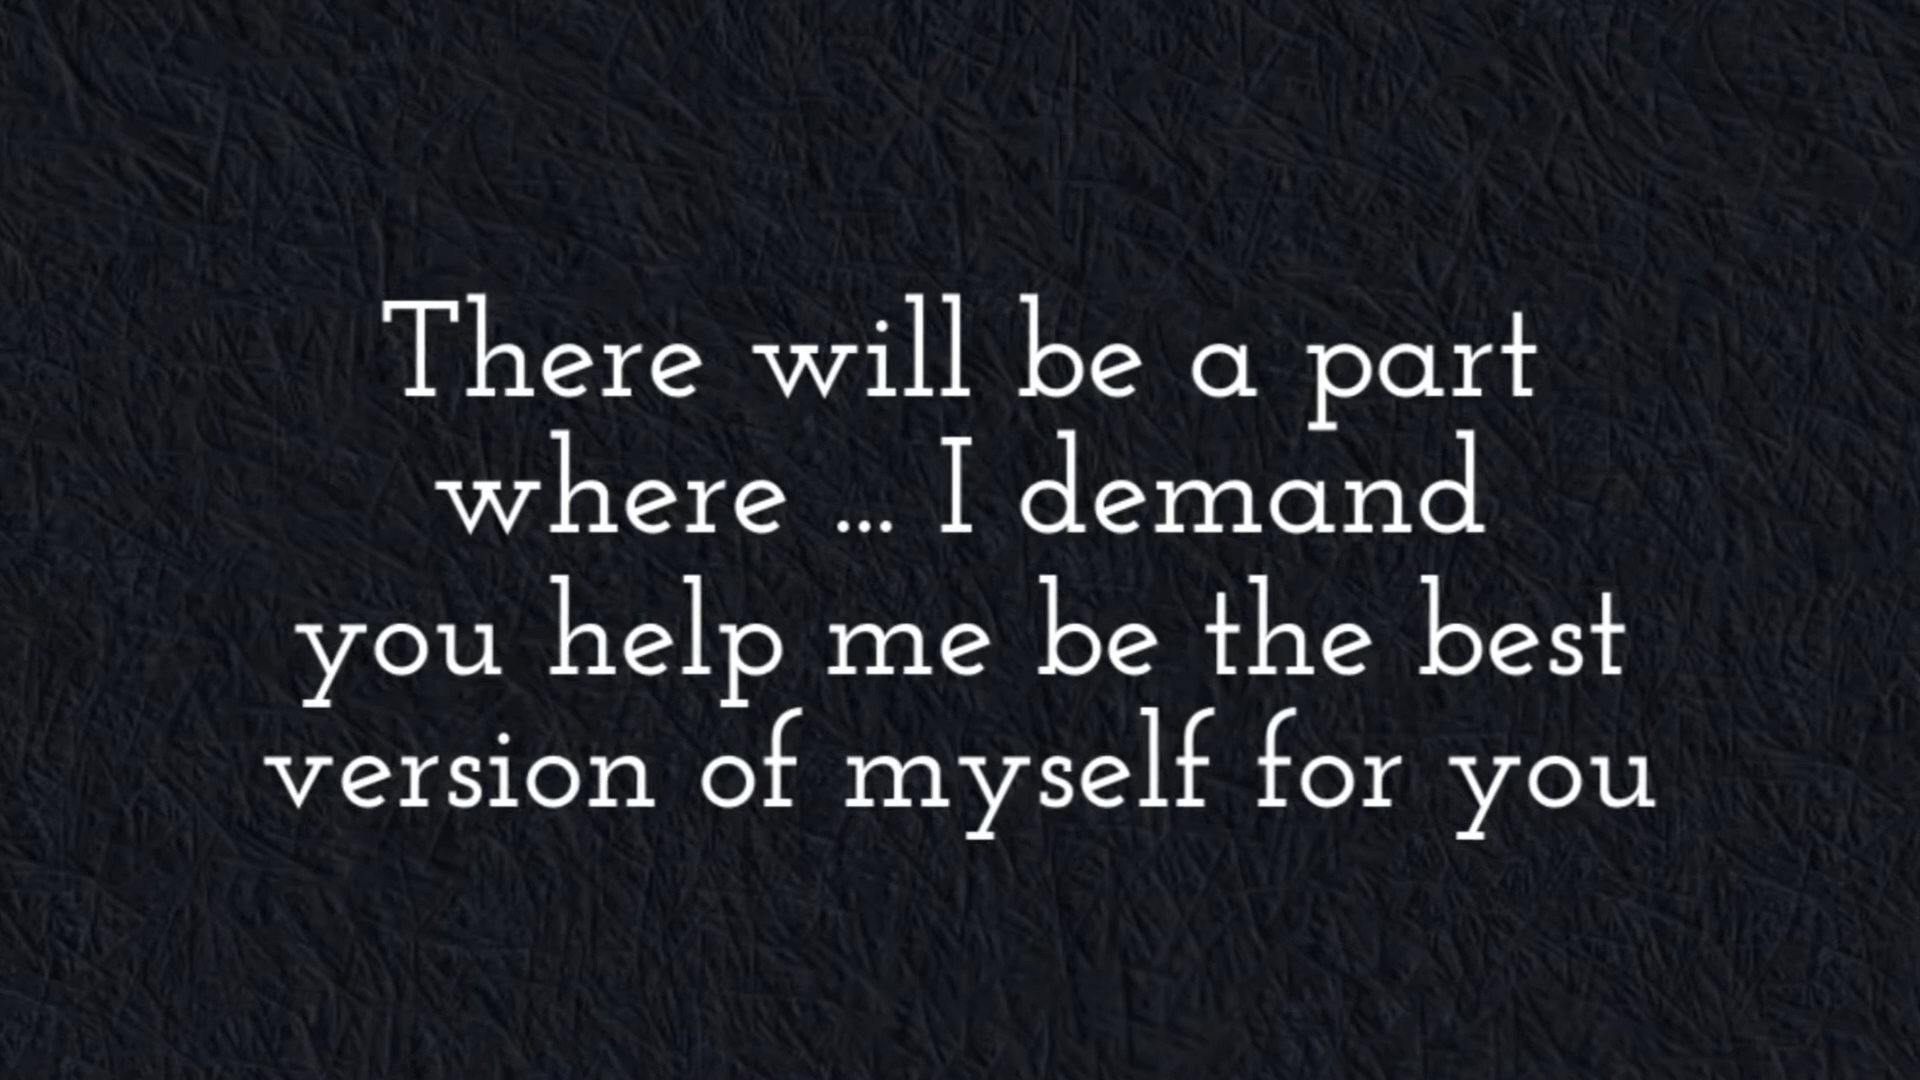 There will be a part
where ... I demand
you help me be the best
version of myself for you